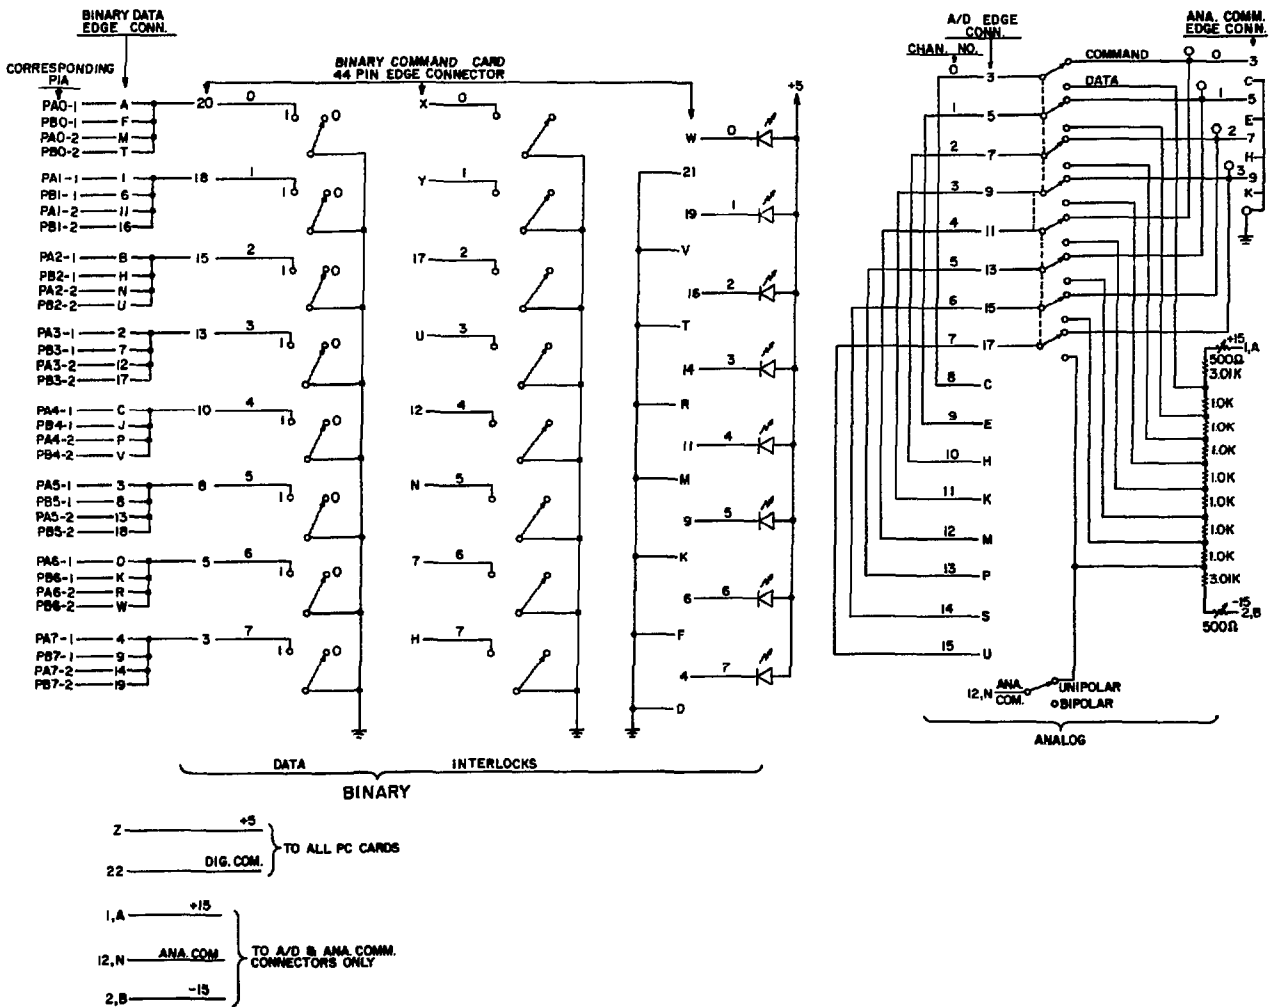 BINARY DATA
EDGE CONN.
CORRESPONDING
PIA
BINARY COMMAND CARD
44 PIN EDGE CONNECTOR
A/D EDGE
CONN.
CHAN. NO.
ANA. COMM.
EDGE CONN.
COMMAND
DATA
+5
PA0-1 A 20 0 1 0
PB0-1 F
PA0-2 M
PB0-2 T
PA1-1 1 18 1 1 0
PB1-1 6
PA1-2 11
PB1-2 16
PA2-1 B 15 2 1 0
PB2-1 H
PA2-2 N
PB2-2 U
PA3-1 2 13 3 1 0
PB3-1 7
PA3-2 12
PB3-2 17
PA4-1 C 10 4 1 0
PB4-1 J
PA4-2 P
PB4-2 V
PA5-1 3 8 5 1 0
PB5-1 8
PA5-2 13
PB5-2 18
PA6-1 D 5 6 1 0
PB6-1 K
PA6-2 R
PB6-2 W
PA7-1 4 3 7 1 0
PB7-1 9
PA7-2 14
PB7-2 19
X 0
Y 1
17 2
U 3
12 4
N 5
7 6
H 7
W 0
21
19 1
V
16 2
T
14 3
R
11 4
M
9 5
K
6 6
F
4 7
D
0 3
1 5
2 7
3 9
4 11
5 13
6 15
7 17
8 C
9 E
10 H
11 K
12 M
13 P
14 S
15 U
0 3
C
1 5
E
2 7
H
3 9
K
+15
1,A
500Ω
3.01K
1.0K
1.0K
1.0K
1.0K
1.0K
1.0K
3.01K
-15
2,B
500Ω
12,N ANA.
COM.
UNIPOLAR
BIPOLAR
ANALOG
DATA
INTERLOCKS
BINARY
Z +5
22 DIG. COM.
TO ALL PC CARDS
1,A +15
12,N ANA. COM
2,B -15
TO A/D & ANA. COMM.
CONNECTORS ONLY